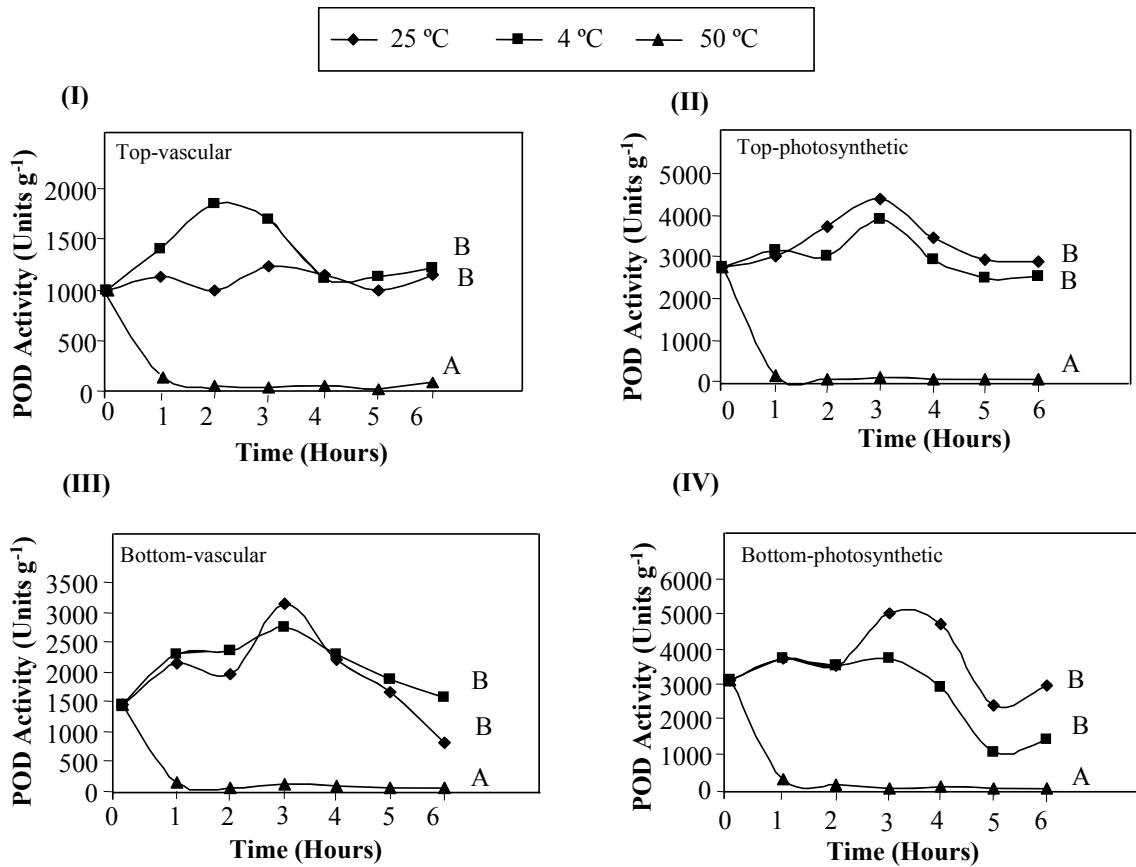 25 ºC 4 ºC 50 ºC
(I)
Top-vascular
POD Activity (Units g-1)
2000
1500
1000
500
0
B
B
A
0 1 2 3 4 5 6
Time (Hours)
(II)
Top-photosynthetic
POD Activity (Units g-1)
5000
4000
3000
2000
1000
0
B
B
A
0 1 2 3 4 5 6
Time (Hours)
(III)
Bottom-vascular
POD Activity (Units g-1)
3500
3000
2500
2000
1500
1000
500
0
B
B
A
0 1 2 3 4 5 6
Time (Hours)
(IV)
Bottom-photosynthetic
POD Activity (Units g-1)
6000
5000
4000
3000
2000
1000
0
B
B
A
0 1 2 3 4 5 6
Time (Hours)